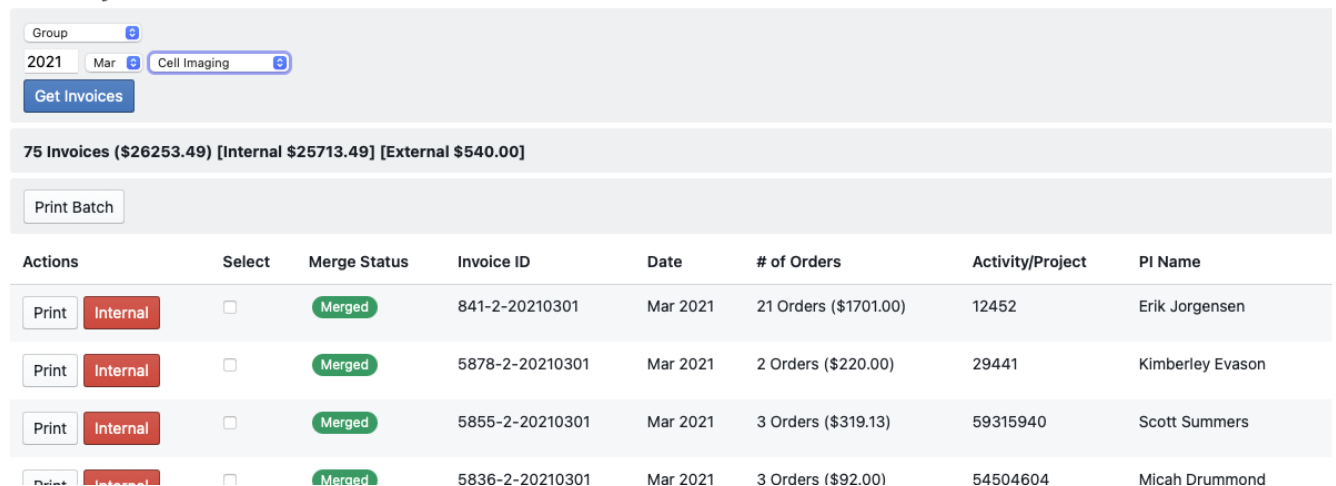 Group
2021 Mar Cell Imaging
Get Invoices
75 Invoices ($26253.49) [Internal $25713.49] [External $540.00]
Print Batch
Actions Select Merge Status Invoice ID Date # of Orders Activity/Project PI Name
Print Internal Merged 841-2-20210301 Mar 2021 21 Orders ($1701.00) 12452 Erik Jorgensen
Print Internal Merged 5878-2-20210301 Mar 2021 2 Orders ($220.00) 29441 Kimberley Evason
Print Internal Merged 5855-2-20210301 Mar 2021 3 Orders ($319.13) 59315940 Scott Summers
Print Internal Merged 5836-2-20210301 Mar 2021 3 Orders ($92.00) 54504604 Micah Drummond